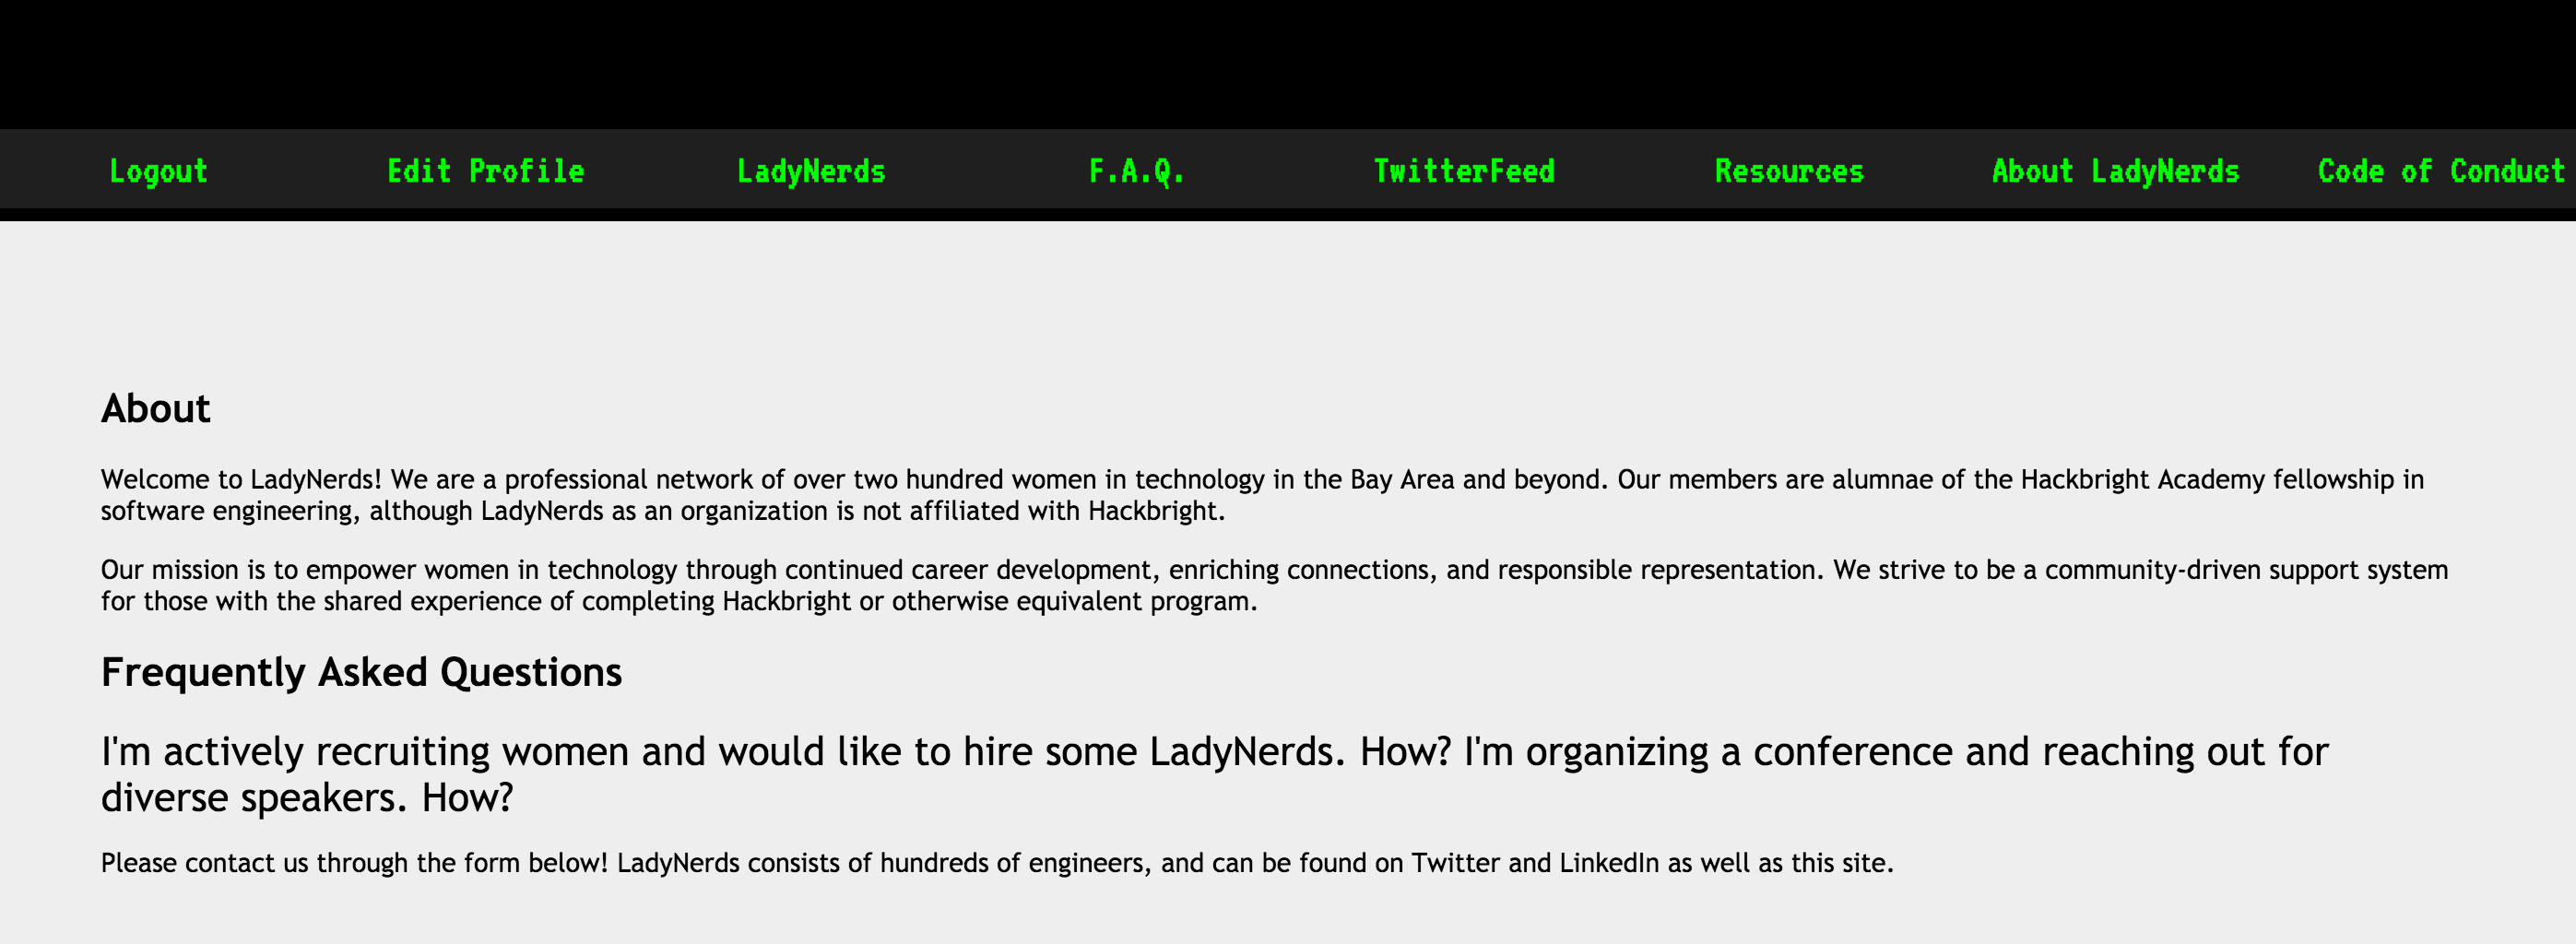 Logout Edit Profile LadyNerds F.A.Q. TwitterFeed Resources About LadyNerds Code of Conduct
About
Welcome to LadyNerds! We are a professional network of over two hundred women in technology in the Bay Area and beyond. Our members are alumnae of the Hackbright Academy fellowship in
software engineering, although LadyNerds as an organization is not affiliated with Hackbright.
Our mission is to empower women in technology through continued career development, enriching connections, and responsible representation. We strive to be a community-driven support system
for those with the shared experience of completing Hackbright or otherwise equivalent program.
Frequently Asked Questions
I'm actively recruiting women and would like to hire some LadyNerds. How? I'm organizing a conference and reaching out for
diverse speakers. How?
Please contact us through the form below! LadyNerds consists of hundreds of engineers, and can be found on Twitter and LinkedIn as well as this site.